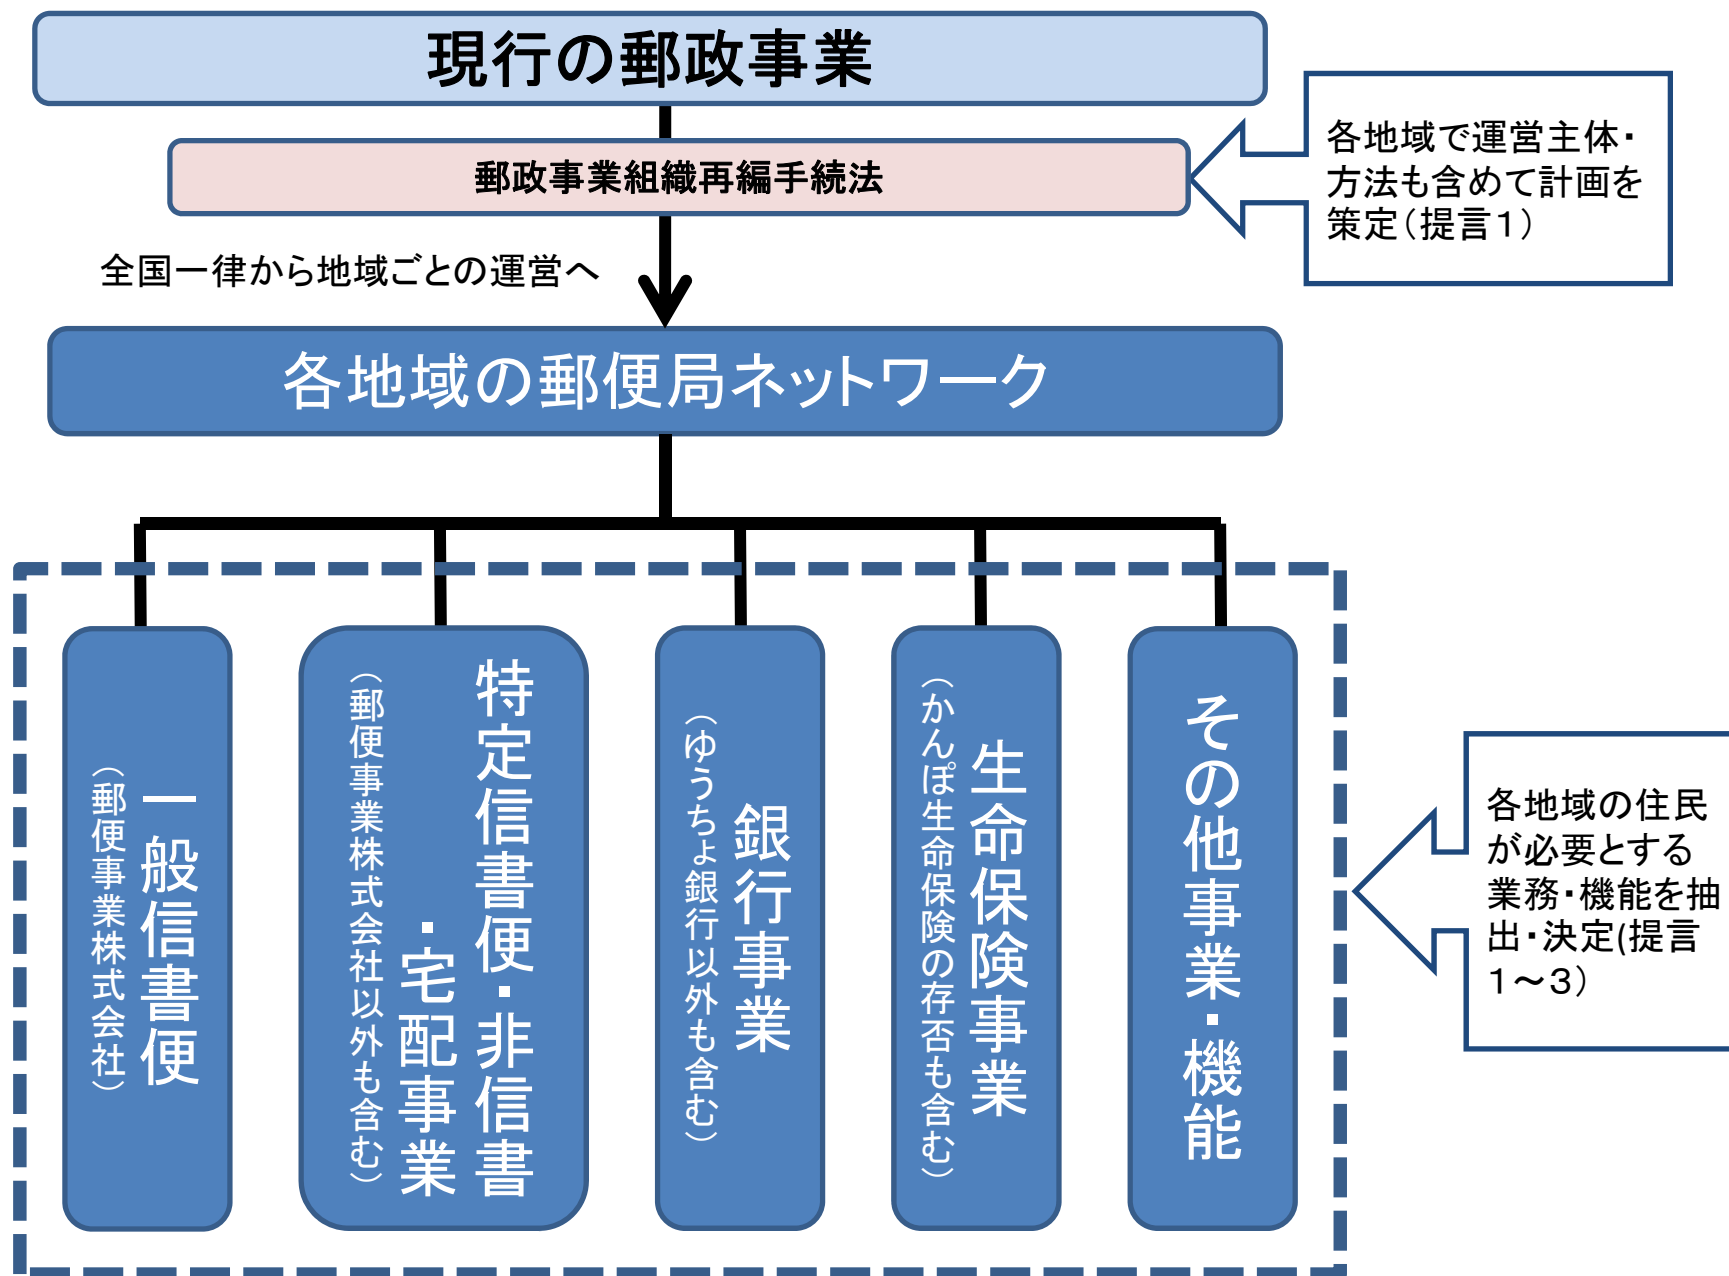 現行の郵政事業
郵政事業組織再編手続法
各地域で運営主体・
方法も含めて計画を
策定（提言１）
全国一律から地域ごとの運営へ
各地域の郵便局ネットワーク
一般信書便
（郵便事業株式会社）
特定信書便・非信書
・宅配事業
（郵便事業株式会社以外も含む）
銀行事業
（ゆうちょ銀行以外も含む）
生命保険事業
（かんぽ生命保険の存否も含む）
その他事業・機能
各地域の住民
が必要とする
業務・機能を抽
出・決定(提言
１～３）